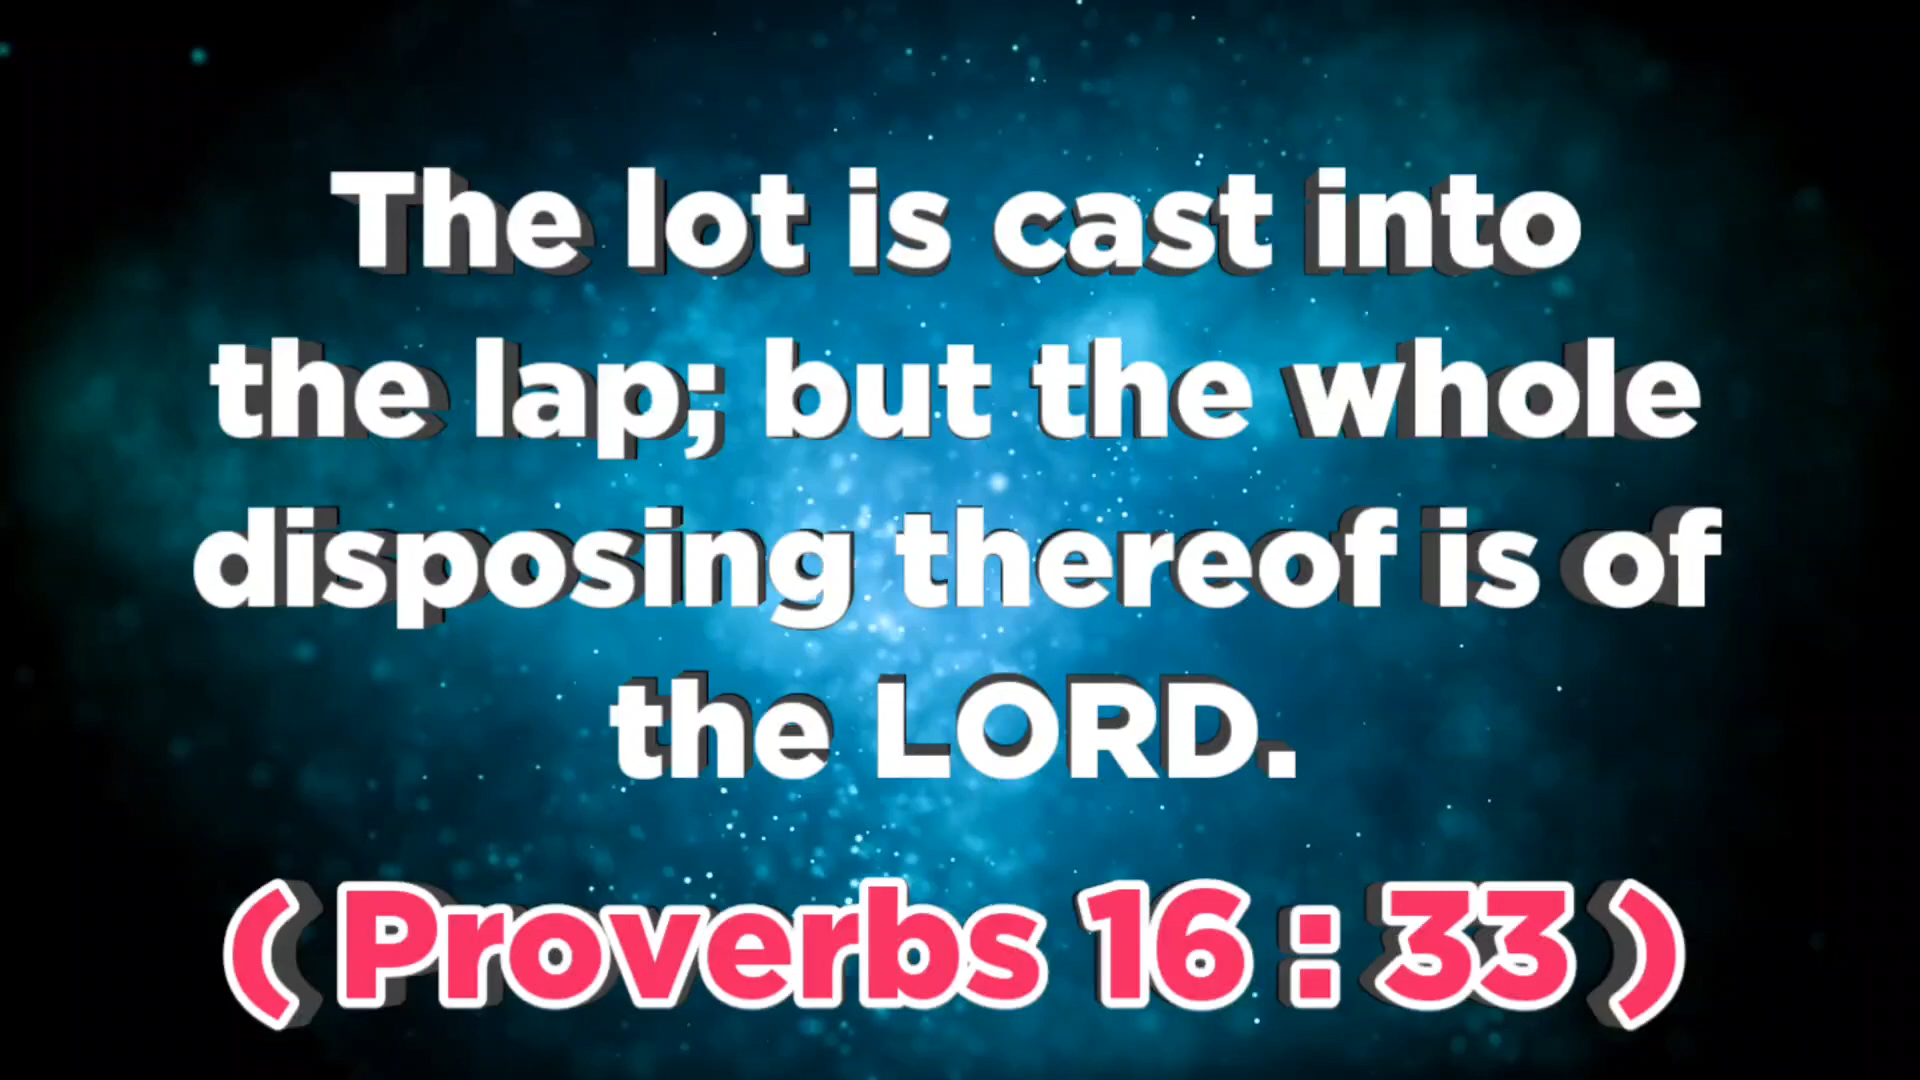 The lot is cast into
the lap; but the whole
disposing thereof is of
the LORD.
( Proverbs 16 : 33 )